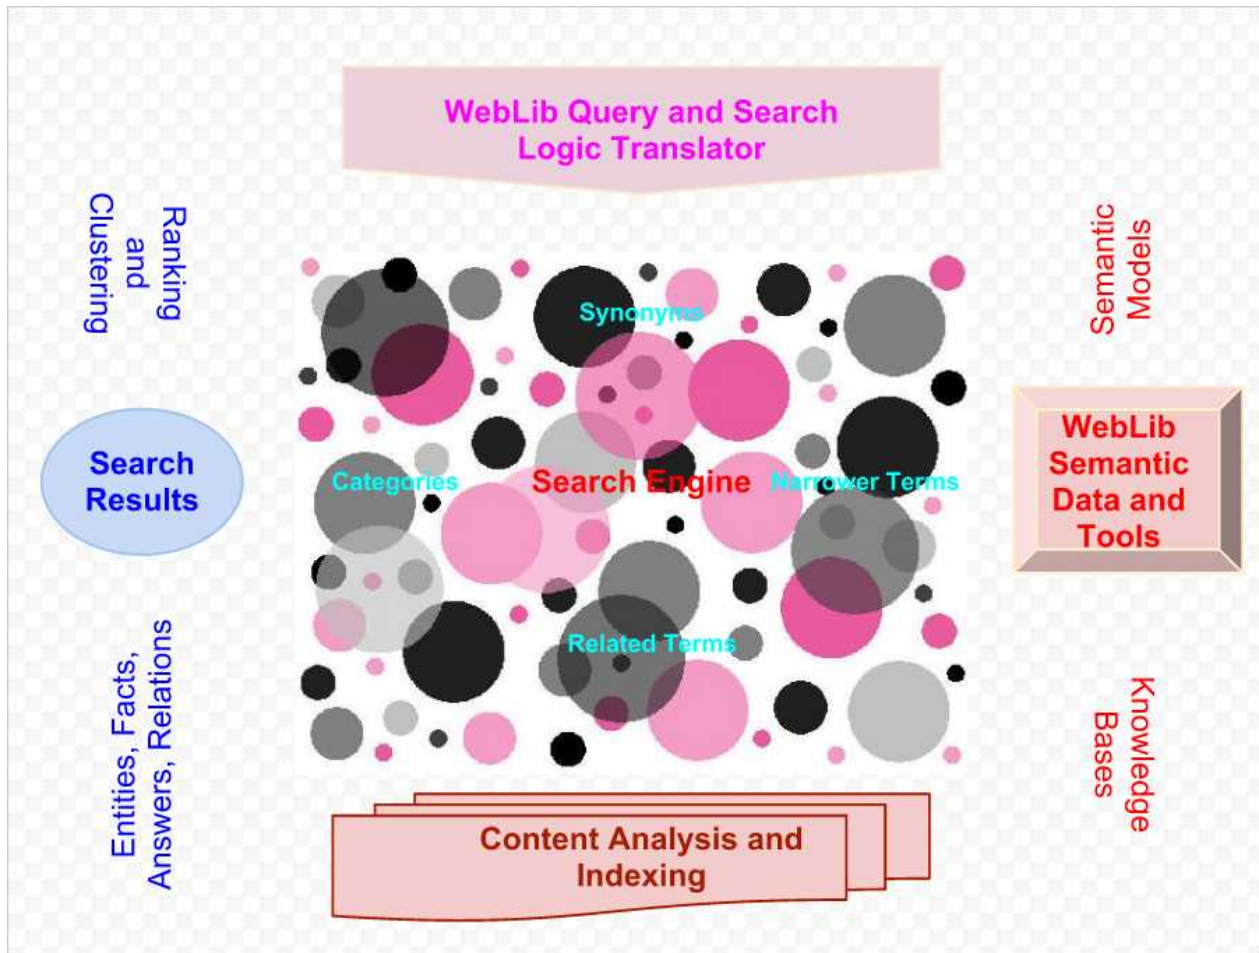 WebLib Query and Search
Logic Translator
Ranking
and
Clustering
Semantic
Models
Synonyms
Search
Results
Categories
Search Engine
Narrower Terms
WebLib
Semantic
Data and
Tools
Related Terms
Entities, Facts,
Answers, Relations
Knowledge
Bases
Content Analysis and
Indexing